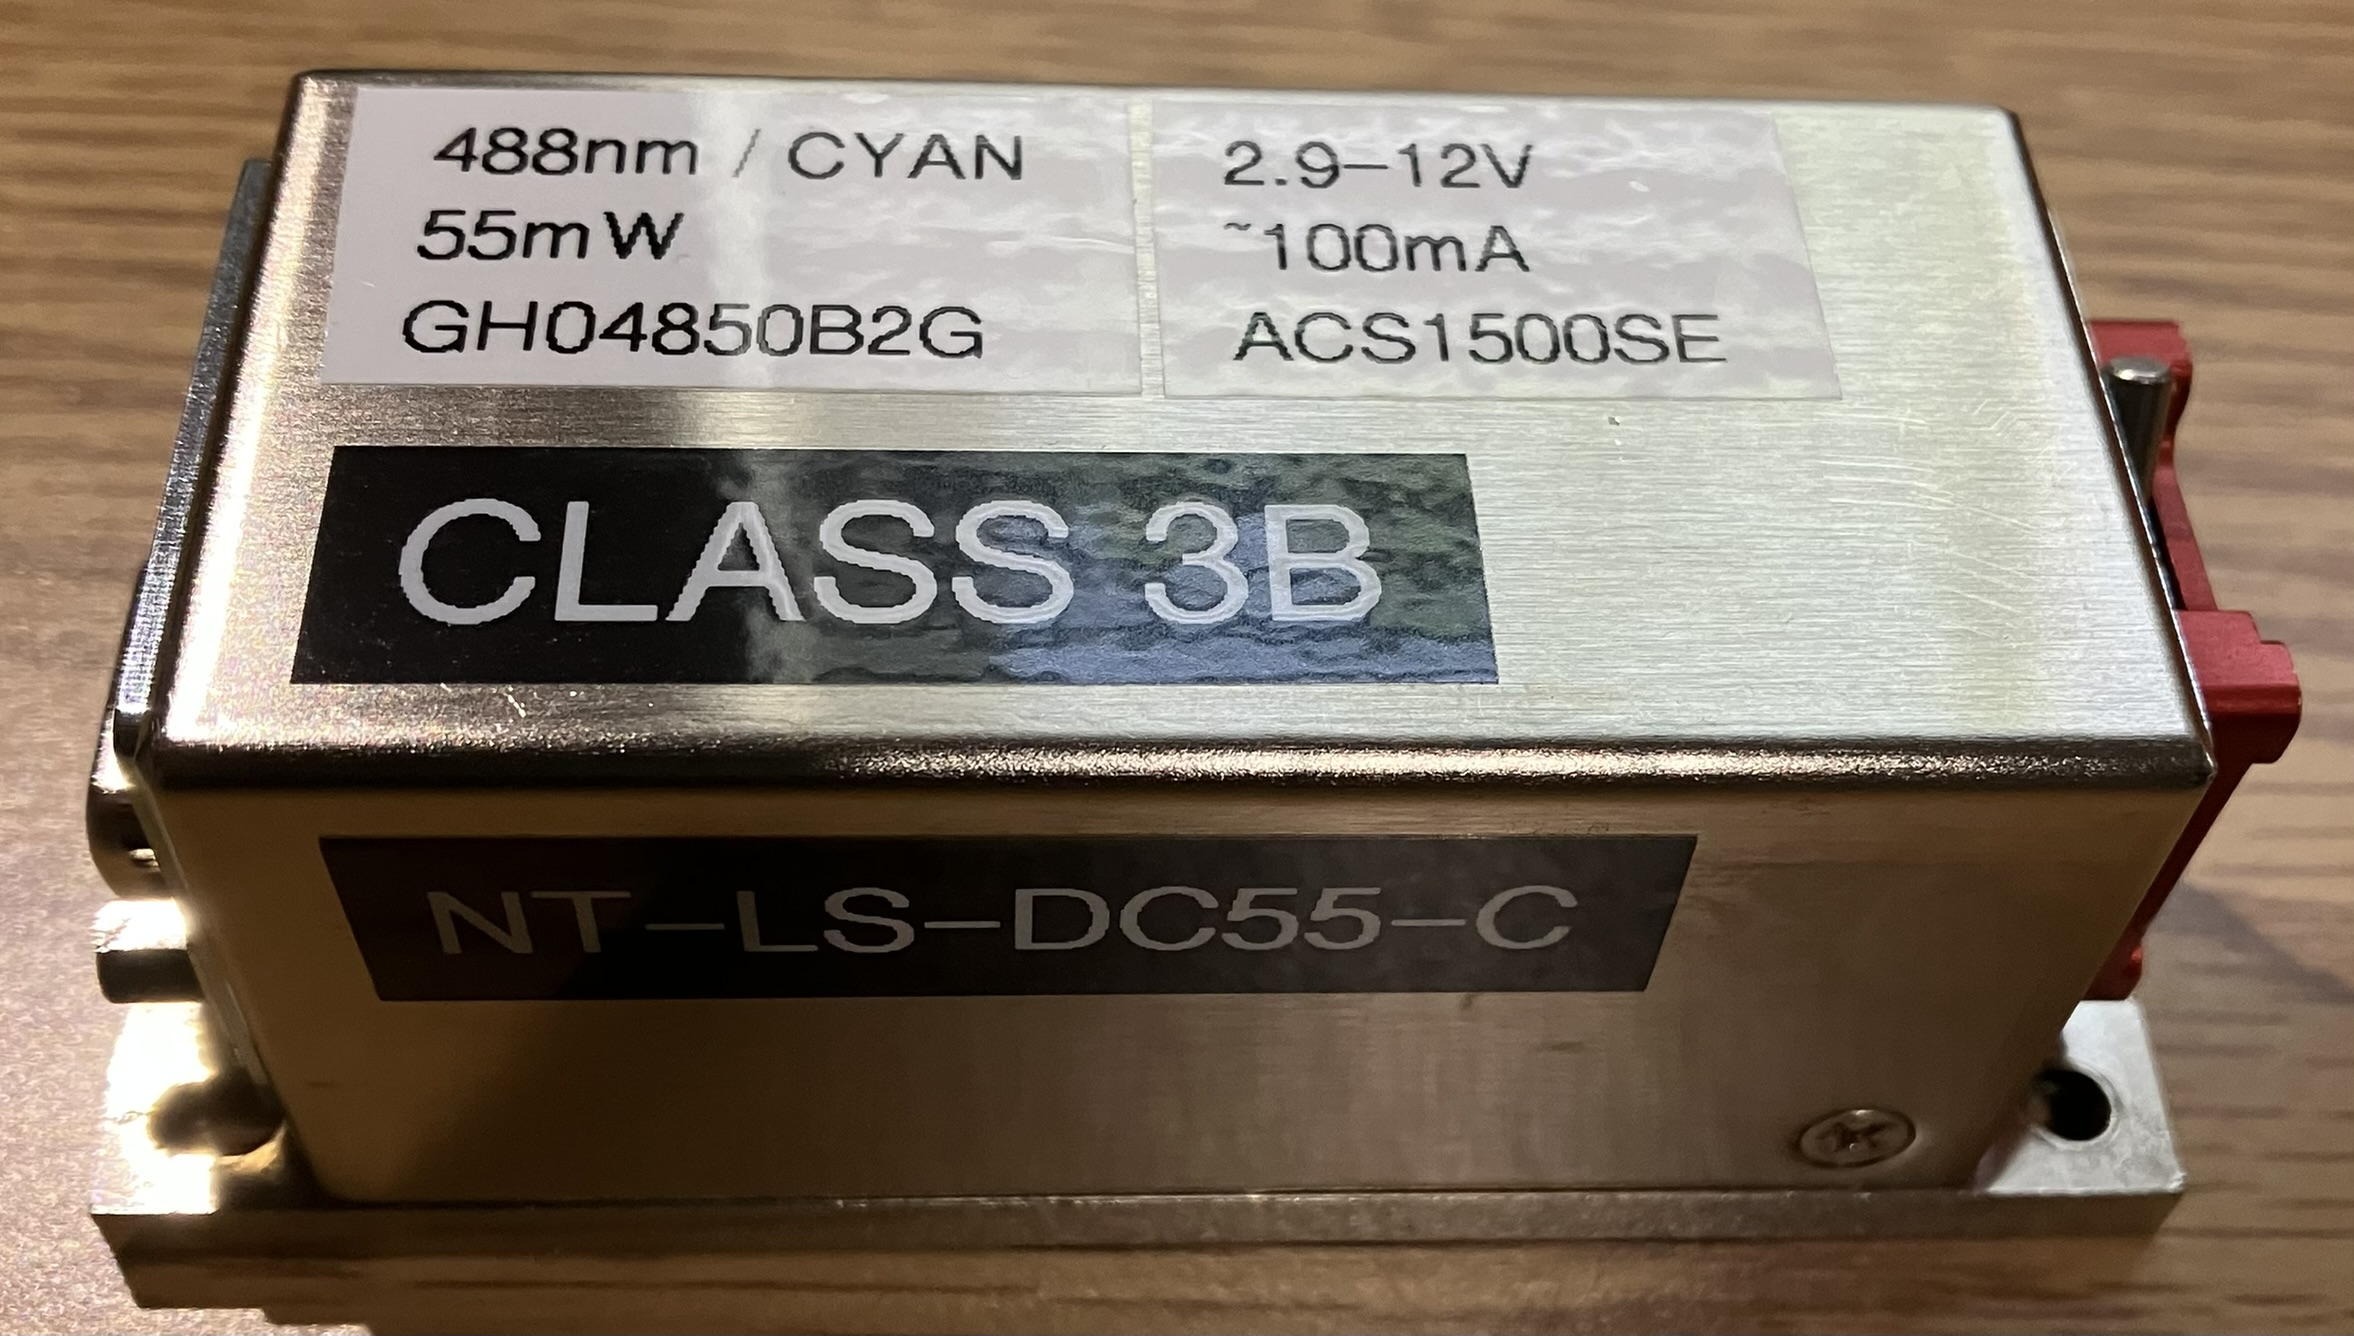 488nm / CYAN
55mW
GH04850B2G
2.9-12V
~100mA
ACS1500SE
CLASS 3B
NT-LS-DC55-C